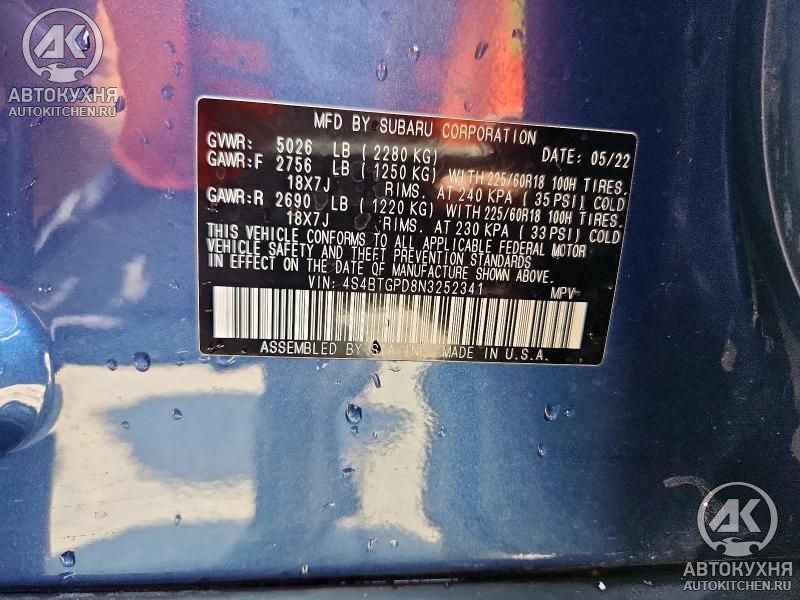 AK
АВТОКУХНЯ
AUTOKITCHEN.RU
MFD BY SUBARU CORPORATION
GVWR: 5026 LB ( 2280 KG) DATE: 05/22
GAWR:F 2756 LB ( 1250 KG) WITH 225/60R18 100H TIRES.
18X7J RIMS. AT 240 KPA ( 35 PSI) COLD
GAWR:R 2690 LB ( 1220 KG) WITH 225/60R18 100H TIRES.
18X7J RIMS. AT 230 KPA ( 33 PSI) COLD
THIS VEHICLE CONFORMS TO ALL APPLICABLE FEDERAL MOTOR
VEHICLE SAFETY AND THEFT PREVENTION STANDARDS
IN EFFECT ON THE DATE OF MANUFACTURE SHOWN ABOVE.
VIN: 4S4BTGPD8N3252341 MPV
ASSEMBLED BY MADE IN U.S.A.
AK
АВТОКУХНЯ
AUTOKITCHEN.RU